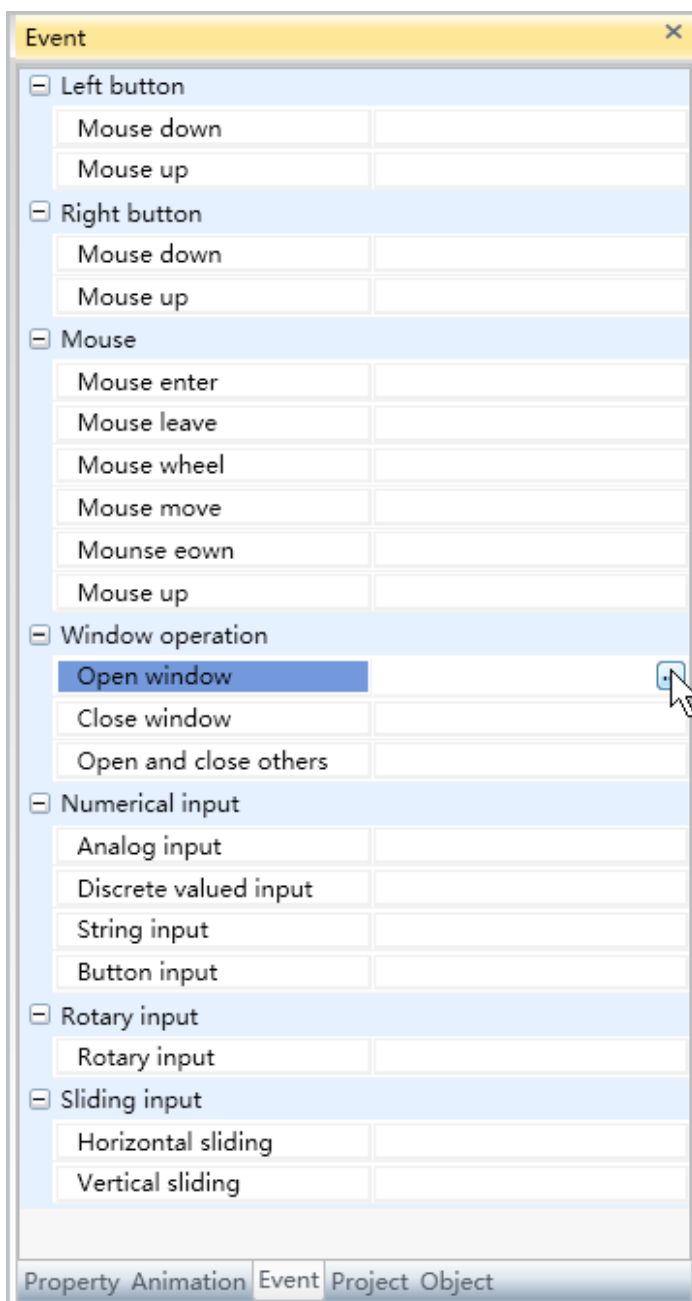 Event
Left button
Mouse down
Mouse up
Right button
Mouse down
Mouse up
Mouse
Mouse enter
Mouse leave
Mouse wheel
Mouse move
Mounse eown
Mouse up
Window operation
Open window
Close window
Open and close others
Numerical input
Analog input
Discrete valued input
String input
Button input
Rotary input
Rotary input
Sliding input
Horizontal sliding
Vertical sliding
Property Animation Event Project Object